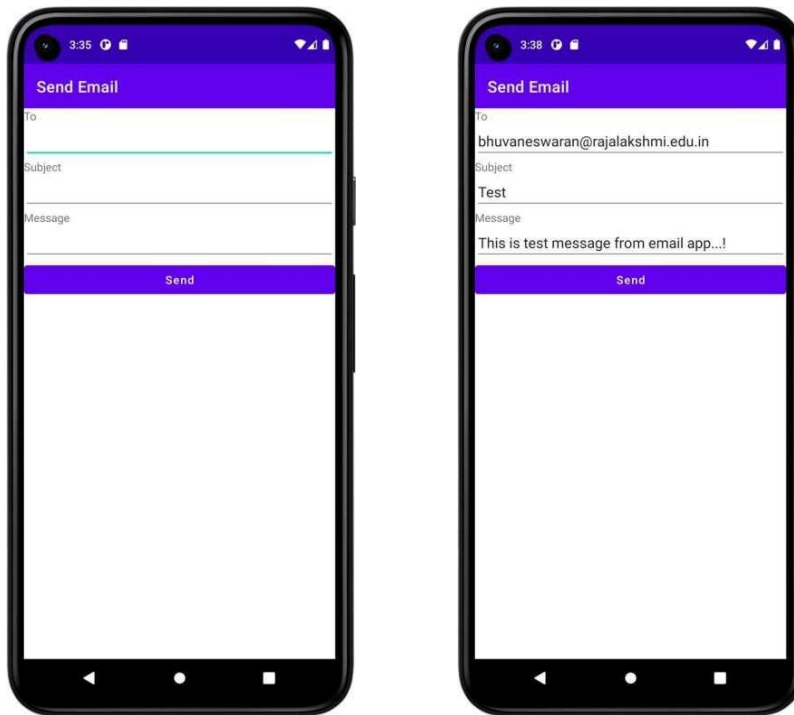 3:35
Send Email
To
Subject
Message
Send
3:38
Send Email
To
bhuvaneswaran@rajalakshmi.edu.in
Subject
Test
Message
This is test message from email app...!
Send